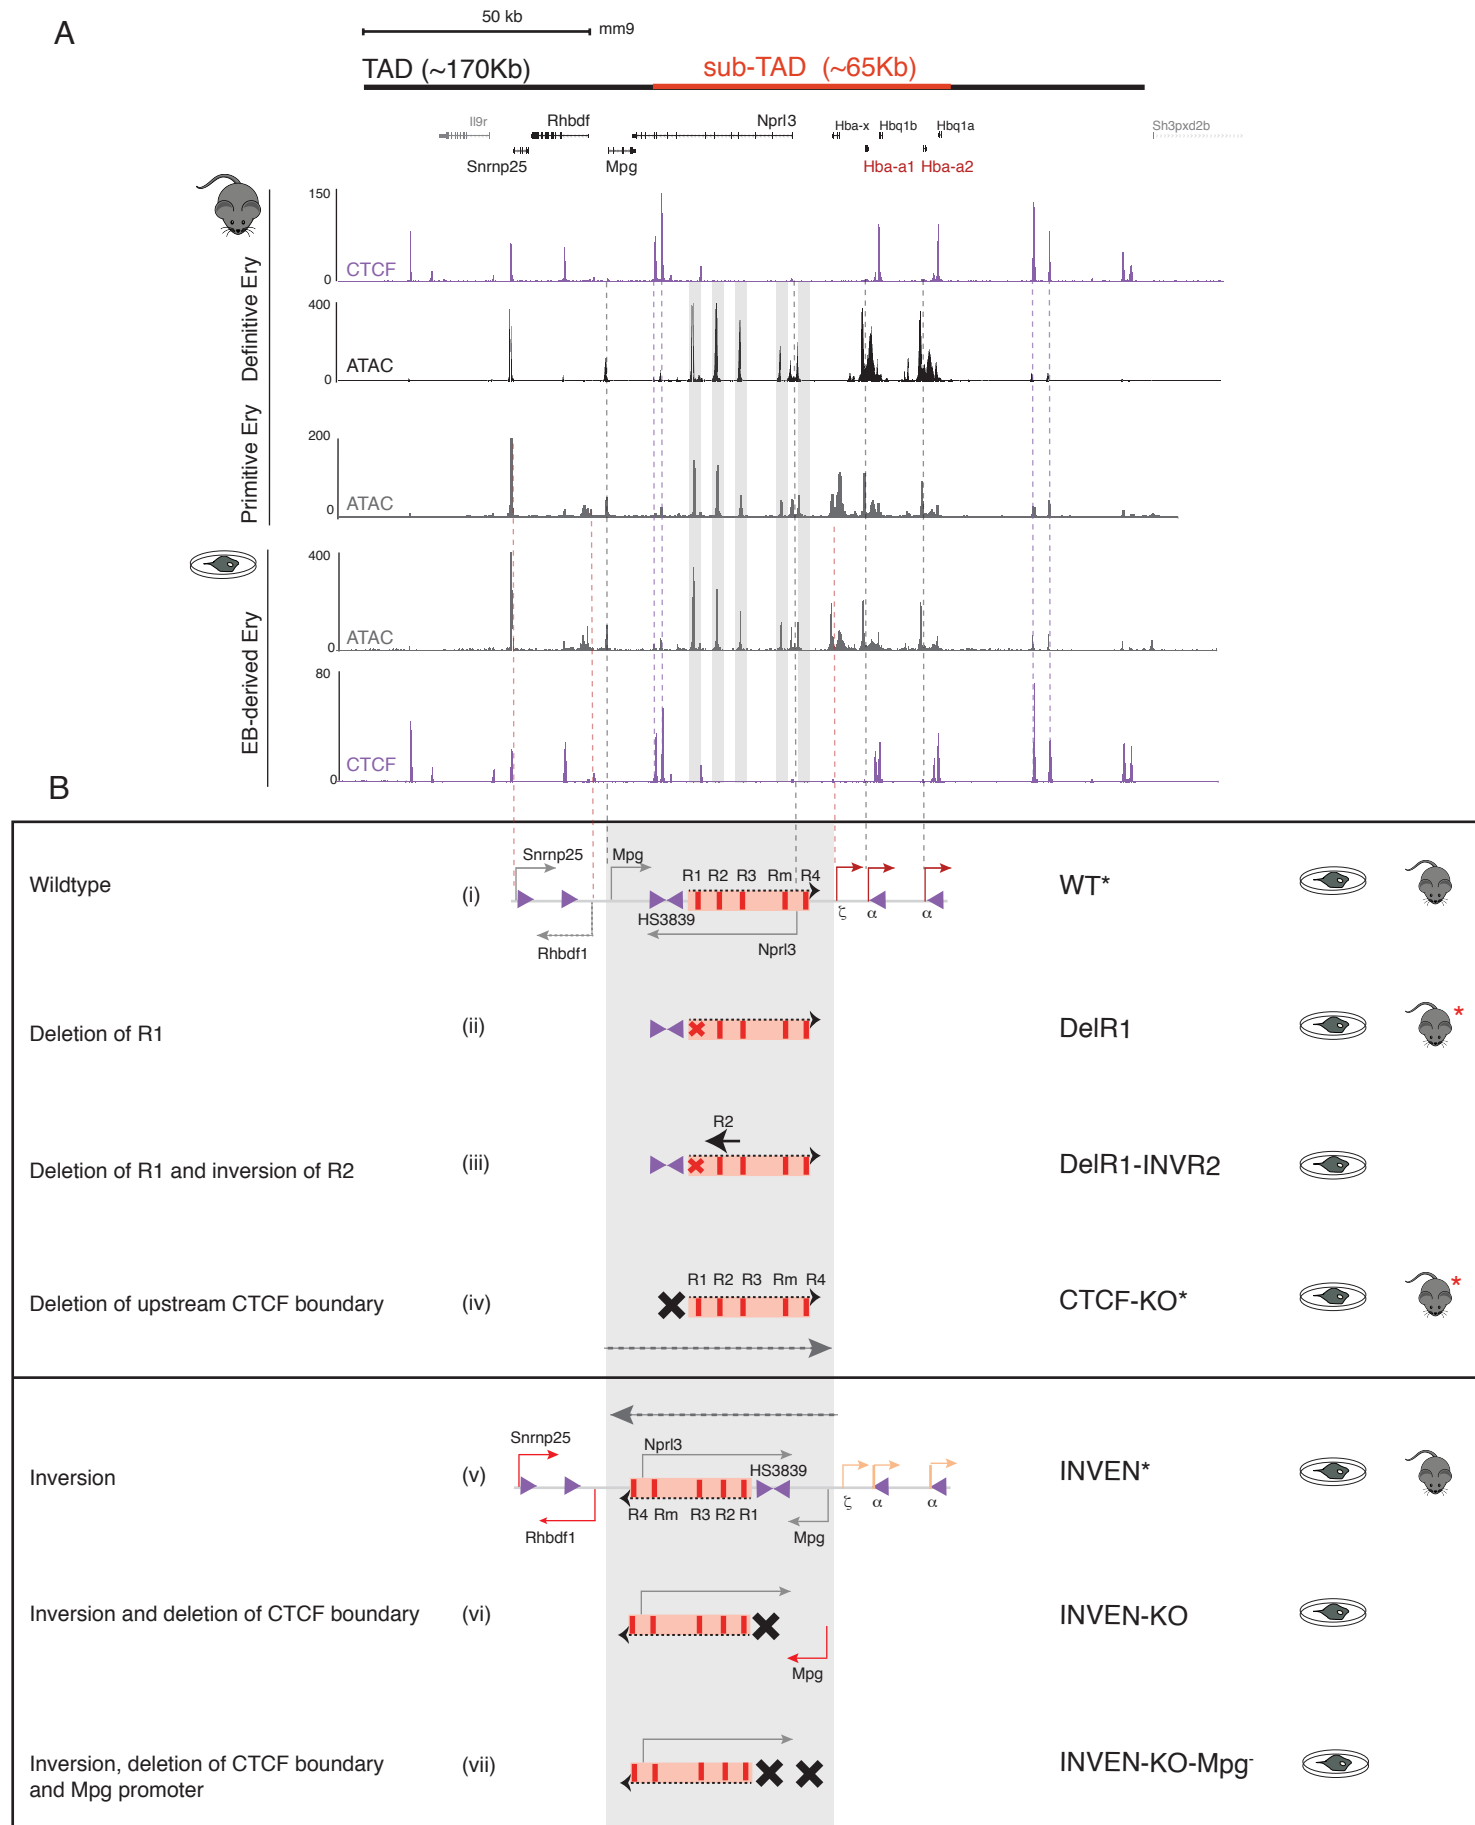 A
50 kb
mm9
TAD (~170Kb)
sub-TAD (~65Kb)
Il9r
Rhbdf
Nprl3
Hba-x
Hbq1b
Hbq1a
Sh3pxd2b
Snrnp25
Mpg
Hba-a1
Hba-a2
Definitive Ery
150
CTCF
0
400
ATAC
0
Primitive Ery
200
ATAC
0
EB-derived Ery
400
ATAC
0
80
CTCF
0
B
Wildtype
(i)
Snrnp25
Mpg
R1 R2 R3 Rm R4
HS3839
Rhbdf1
Nprl3
ζ α α
WT*
Deletion of R1
(ii)
DelR1
*
Deletion of R1 and inversion of R2
(iii)
R2
DelR1-INVR2
Deletion of upstream CTCF boundary
(iv)
R1 R2 R3 Rm R4
CTCF-KO*
*
Inversion
(v)
Snrnp25
Nprl3
HS3839
R4 Rm R3 R2 R1
Rhbdf1
Mpg
ζ α α
INVEN*
Inversion and deletion of CTCF boundary
(vi)
Mpg
INVEN-KO
Inversion, deletion of CTCF boundary
and Mpg promoter
(vii)
INVEN-KO-Mpg⁻